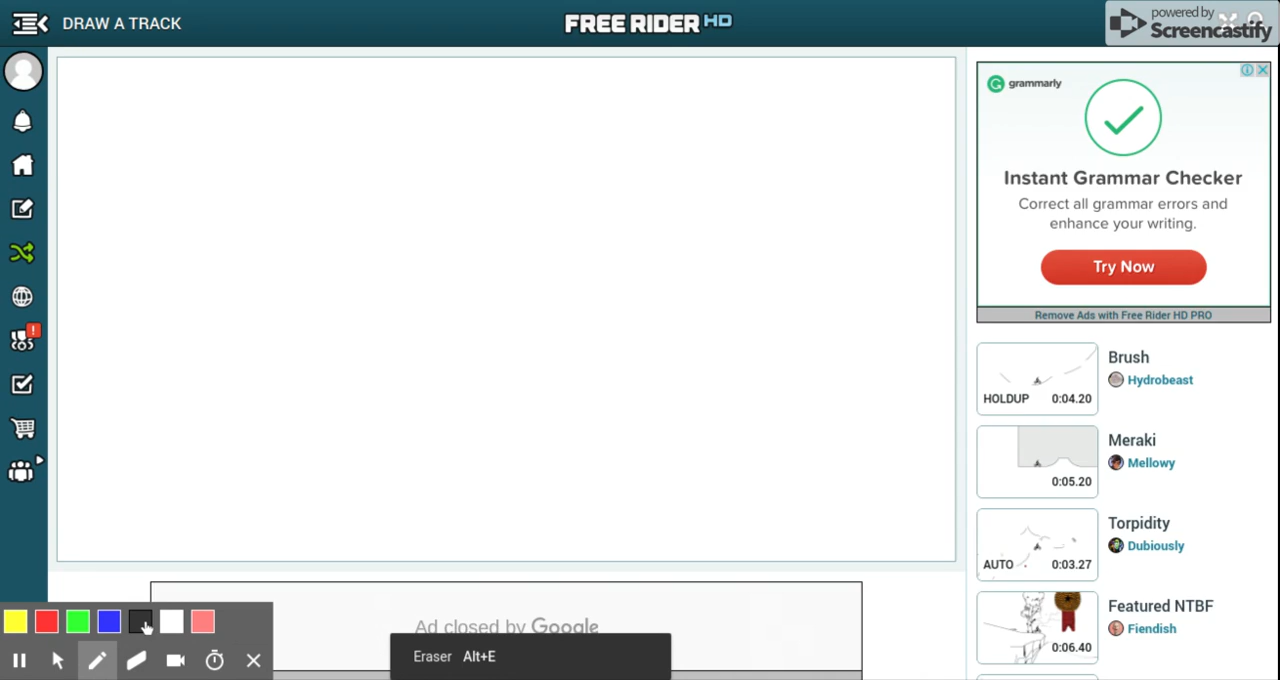 DRAW A TRACK
FREE RIDER HD
powered by
Screencastify
grammarly
Instant Grammar Checker
Correct all grammar errors and
enhance your writing.
Try Now
Remove Ads with Free Rider HD PRO
Brush
Hydrobeast
HOLDUP 0:04.20
Meraki
Mellowy
0:05.20
Torpidity
Dubiously
AUTO 0:03.27
Featured NTBF
Fiendish
0:06.40
Ad closed by Google
Eraser Alt+E